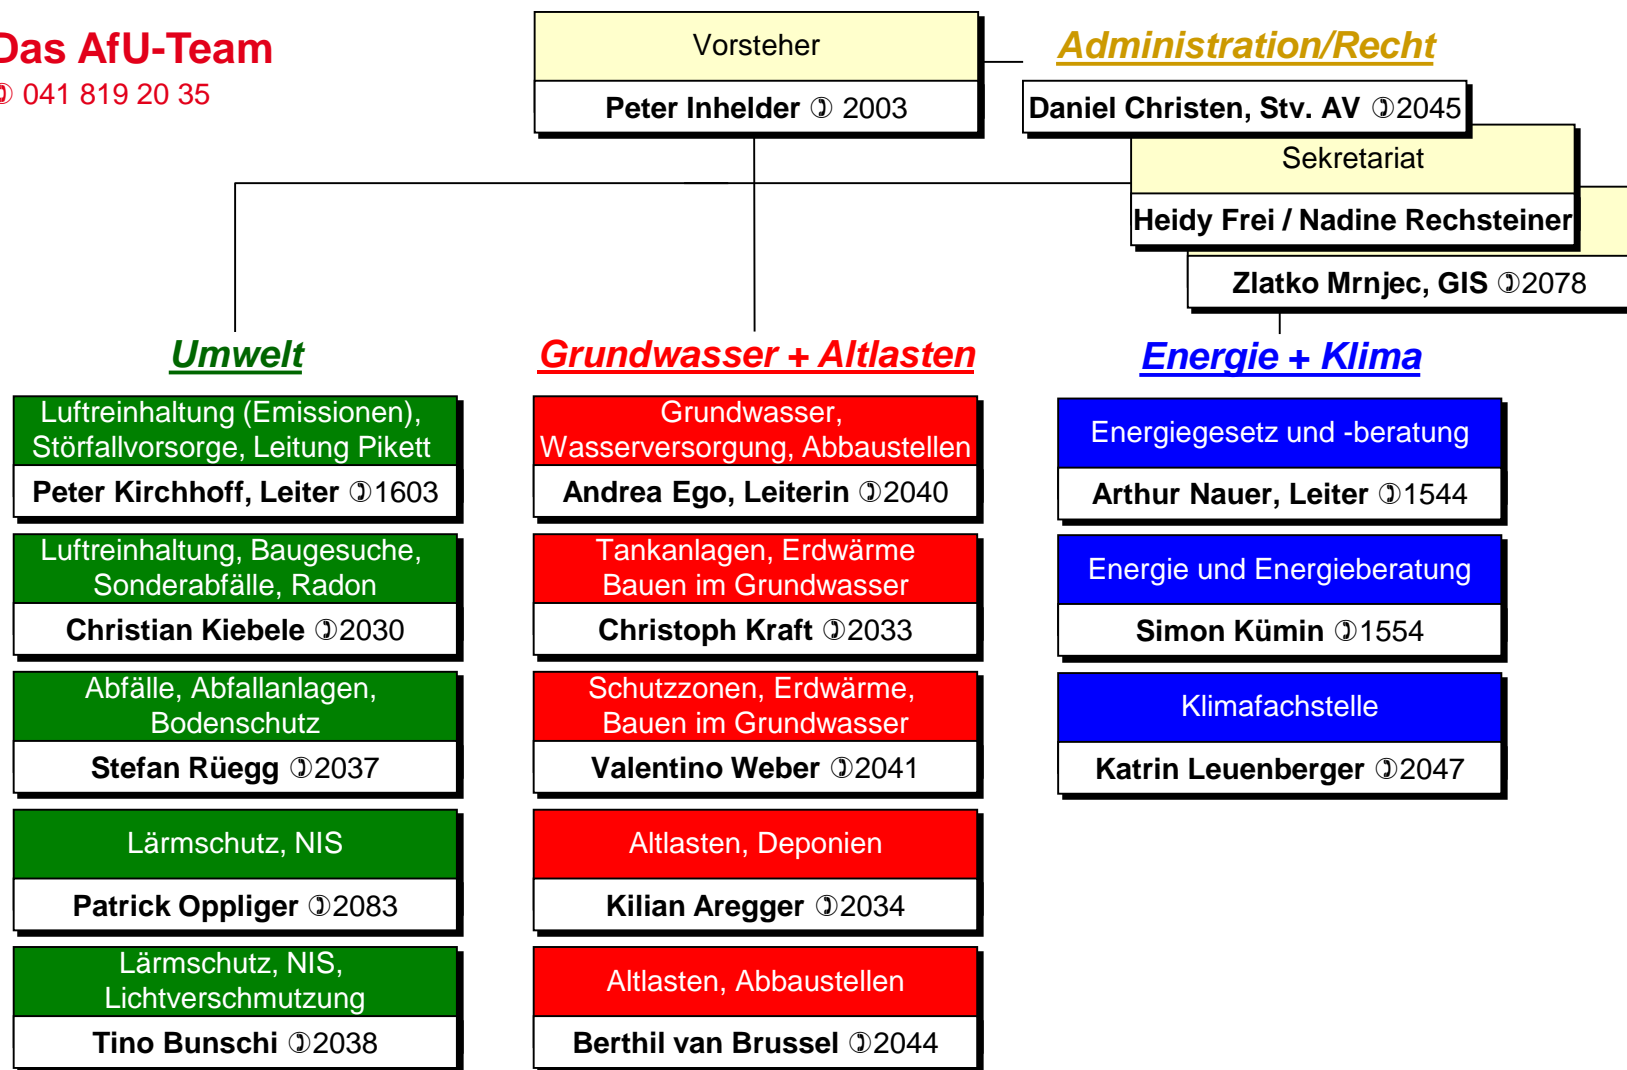 Das AfU-Team
✆ 041 819 20 35
Vorsteher
Peter Inhelder ✆ 2003
Administration/Recht
Daniel Christen, Stv. AV ✆2045
Sekretariat
Heidy Frei / Nadine Rechsteiner
Zlatko Mrnjec, GIS ✆2078
Umwelt
Luftreinhaltung (Emissionen),
Störfallvorsorge, Leitung Pikett
Peter Kirchhoff, Leiter ✆1603
Luftreinhaltung, Baugesuche,
Sonderabfälle, Radon
Christian Kiebele ✆2030
Abfälle, Abfallanlagen,
Bodenschutz
Stefan Rüegg ✆2037
Lärmschutz, NIS
Patrick Oppliger ✆2083
Lärmschutz, NIS,
Lichtverschmutzung
Tino Bunschi ✆2038
Grundwasser + Altlasten
Grundwasser,
Wasserversorgung, Abbaustellen
Andrea Ego, Leiterin ✆2040
Tankanlagen, Erdwärme
Bauen im Grundwasser
Christoph Kraft ✆2033
Schutzzonen, Erdwärme,
Bauen im Grundwasser
Valentino Weber ✆2041
Altlasten, Deponien
Kilian Aregger ✆2034
Altlasten, Abbaustellen
Berthil van Brussel ✆2044
Energie + Klima
Energiegesetz und -beratung
Arthur Nauer, Leiter ✆1544
Energie und Energieberatung
Simon Kümin ✆1554
Klimafachstelle
Katrin Leuenberger ✆2047